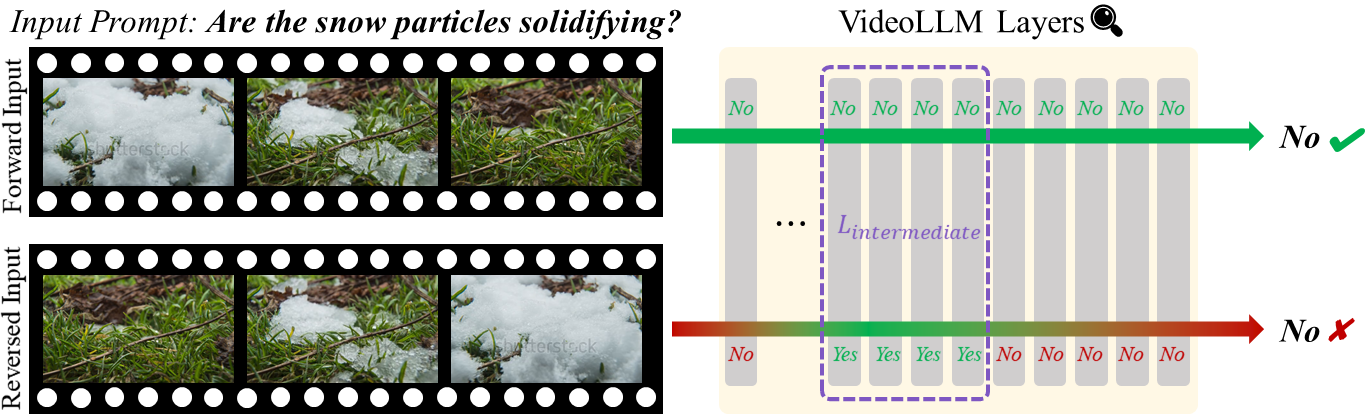 Input Prompt: Are the snow particles solidifying?
VideoLLM Layers
Forward Input
shutterstock
No No No No No No No No No No
No
...
L_intermediate
Reversed Input
shutterstock
No Yes Yes Yes Yes No No No No No
No